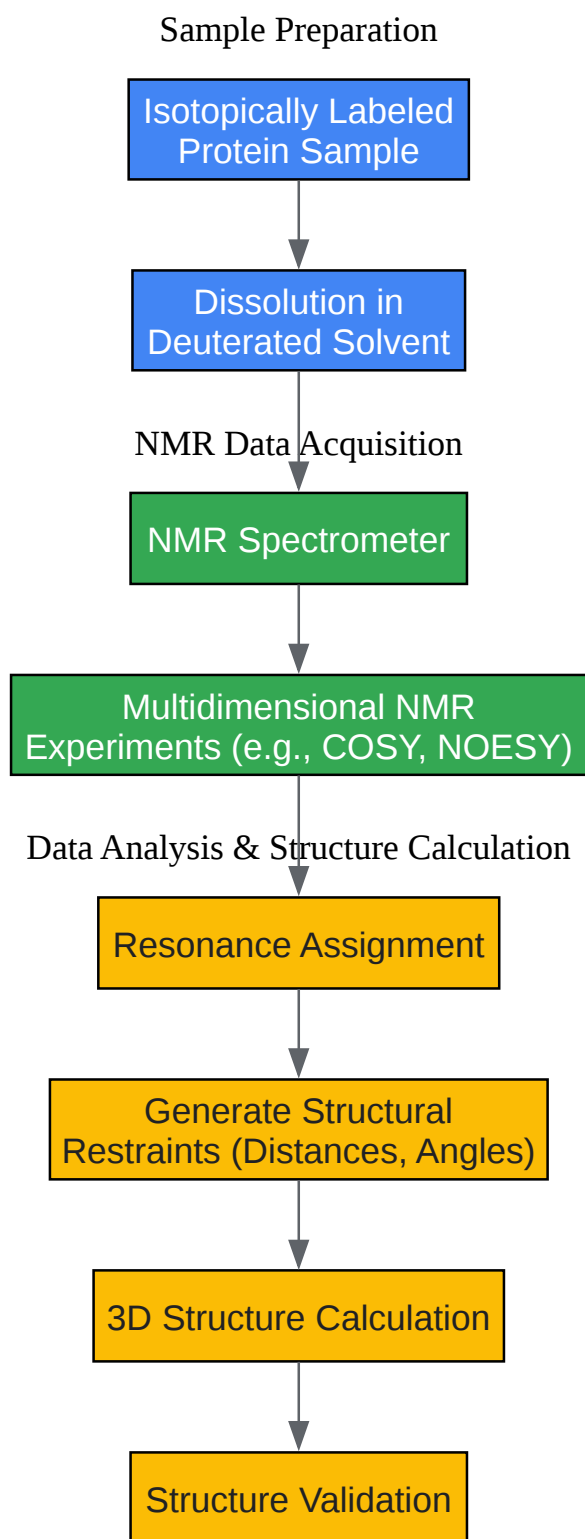 Sample Preparation
Isotopically Labeled
Protein Sample
Dissolution in
Deuterated Solvent
NMR Data Acquisition
NMR Spectrometer
Multidimensional NMR
Experiments (e.g., COSY, NOESY)
Data Analysis & Structure Calculation
Resonance Assignment
Generate Structural
Restraints (Distances, Angles)
3D Structure Calculation
Structure Validation